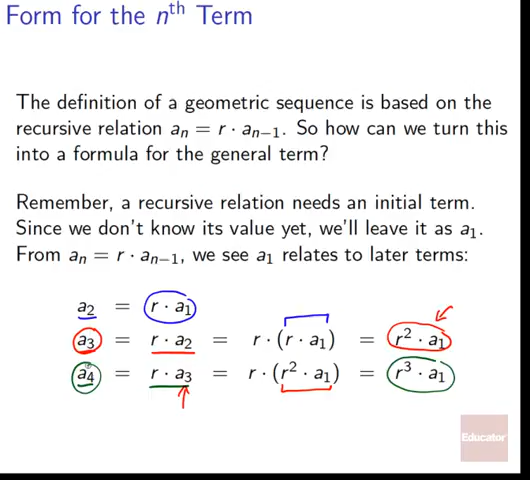 Form for the nᵗʰ Term
The definition of a geometric sequence is based on the
recursive relation aₙ = r · aₙ₋₁. So how can we turn this
into a formula for the general term?
Remember, a recursive relation needs an initial term.
Since we don't know its value yet, we'll leave it as a₁.
From aₙ = r · aₙ₋₁, we see a₁ relates to later terms:
a₂ = r · a₁
a₃ = r · a₂ = r · (r · a₁) = r² · a₁
a₄ = r · a₃ = r · (r² · a₁) = r³ · a₁
Educator